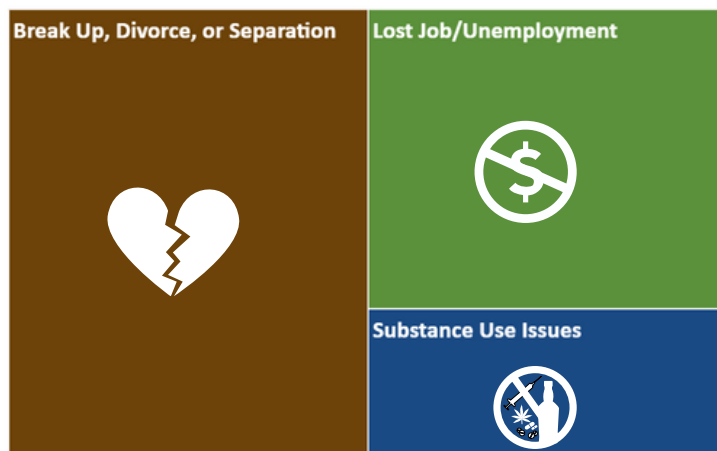 Break Up, Divorce, or Separation
Lost Job/Unemployment
$
Substance Use Issues